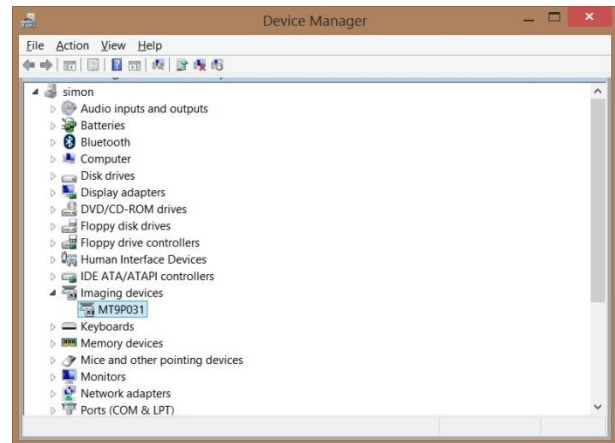 Device Manager
File Action View Help
simon
Audio inputs and outputs
Batteries
Bluetooth
Computer
Disk drives
Display adapters
DVD/CD-ROM drives
Floppy disk drives
Floppy drive controllers
Human Interface Devices
IDE ATA/ATAPI controllers
Imaging devices
MT9P031
Keyboards
Memory devices
Mice and other pointing devices
Monitors
Network adapters
Ports (COM & LPT)